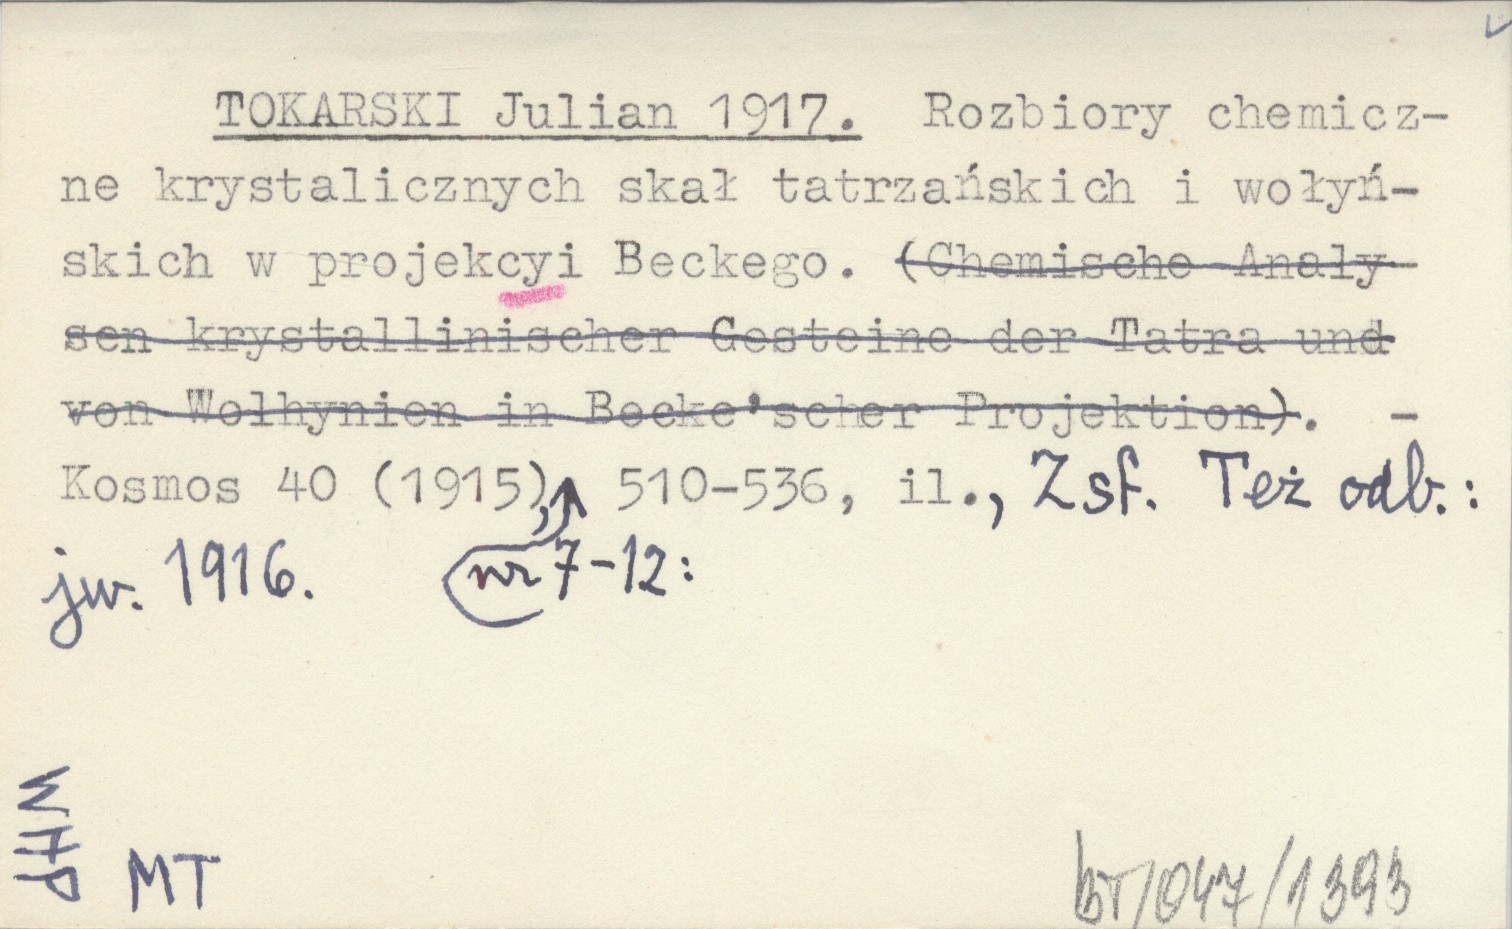 TOKARSKI Julian 1917. Rozbiory chemicz-
ne krystalicznych skał tatrzańskich i wołyń-
skich w projekcyi Beckego. (Chemische Analy
sen krystallinischer Gesteine der Tatra und
von Wolhynien in Becke'scher Projektion). -
Kosmos 40 (1915), 510-536, il., Zsf. Też odb.:
jw. 1916. nr 7-12:
MT
bT/047/1393